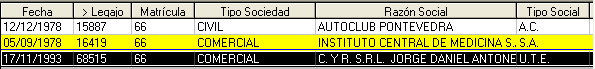 Fecha > Legajo Matrícula Tipo Sociedad Razón Social Tipo Social
12/12/1978 15887 66 CIVIL AUTOCLUB PONTEVEDRA A.C.
05/09/1978 16419 66 COMERCIAL INSTITUTO CENTRAL DE MEDICINA S.. S.A.
17/11/1993 68515 66 COMERCIAL C. Y R. S.R.L. JORGE DANIEL ANTONE U.T.E.